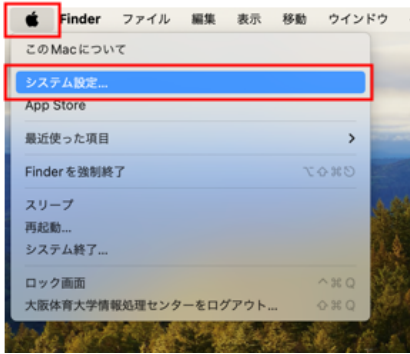 Finder ファイル 編集 表示 移動 ウインドウ
このMacについて
システム設定...
App Store
最近使った項目
Finderを強制終了 ⌥⇧⌘⎋
スリープ
再起動...
システム終了...
ロック画面 ^⌘Q
大阪体育大学情報処理センターをログアウト... ⇧⌘Q